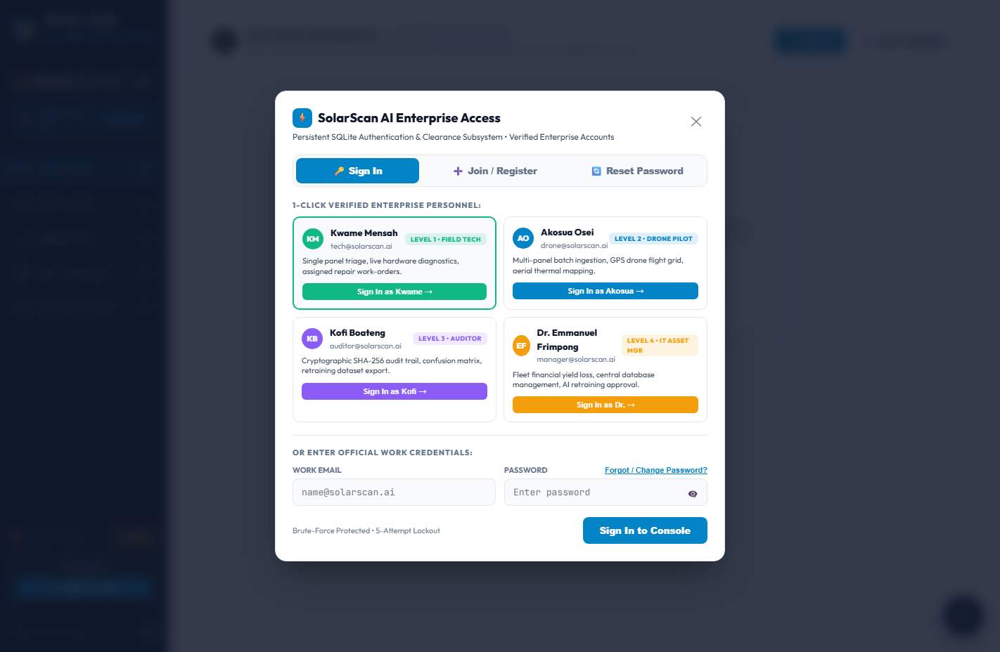 SolarScan AI Enterprise Access
Persistent SQLite Authentication & Clearance Subsystem • Verified Enterprise Accounts
Sign In
Join / Register
Reset Password
1-CLICK VERIFIED ENTERPRISE PERSONNEL:
KM
Kwame Mensah
tech@solarscan.ai
LEVEL 1 • FIELD TECH
Single panel triage, live hardware diagnostics,
assigned repair work-orders.
Sign In as Kwame →
AO
Akosua Osei
drone@solarscan.ai
LEVEL 2 • DRONE PILOT
Multi-panel batch ingestion, GPS drone flight grid,
aerial thermal mapping.
Sign In as Akosua →
KB
Kofi Boateng
auditor@solarscan.ai
LEVEL 3 • AUDITOR
Cryptographic SHA-256 audit trail, confusion matrix,
retraining dataset export.
Sign In as Kofi →
EF
Dr. Emmanuel
Frimpong
manager@solarscan.ai
LEVEL 4 • IT ASSET
MGR
Fleet financial yield loss, central database
management, AI retraining approval.
Sign In as Dr. →
OR ENTER OFFICIAL WORK CREDENTIALS:
WORK EMAIL
name@solarscan.ai
PASSWORD
Forgot / Change Password?
Enter password
Brute-Force Protected • 5-Attempt Lockout
Sign In to Console